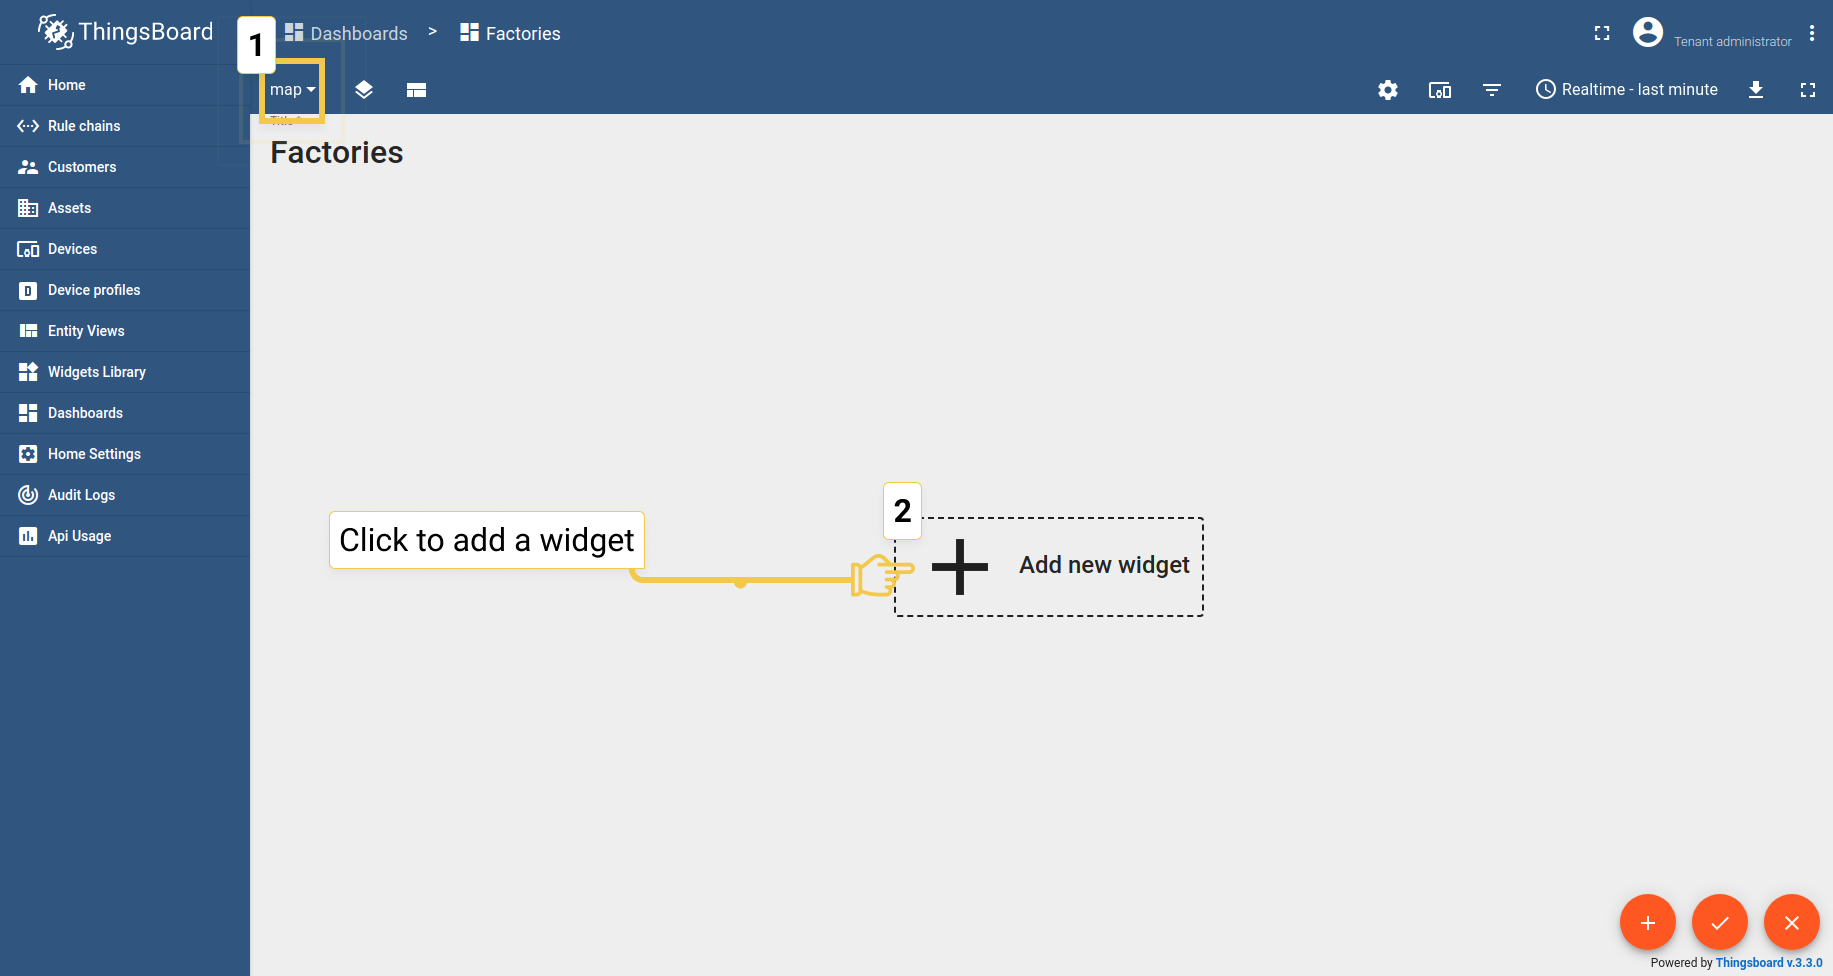 ThingsBoard
1
Dashboards > Factories
Tenant administrator
map
Realtime - last minute
Title *
Factories
Home
Rule chains
Customers
Assets
Devices
Device profiles
Entity Views
Widgets Library
Dashboards
Home Settings
Audit Logs
Api Usage
2
Click to add a widget
Add new widget
Powered by Thingsboard v.3.3.0